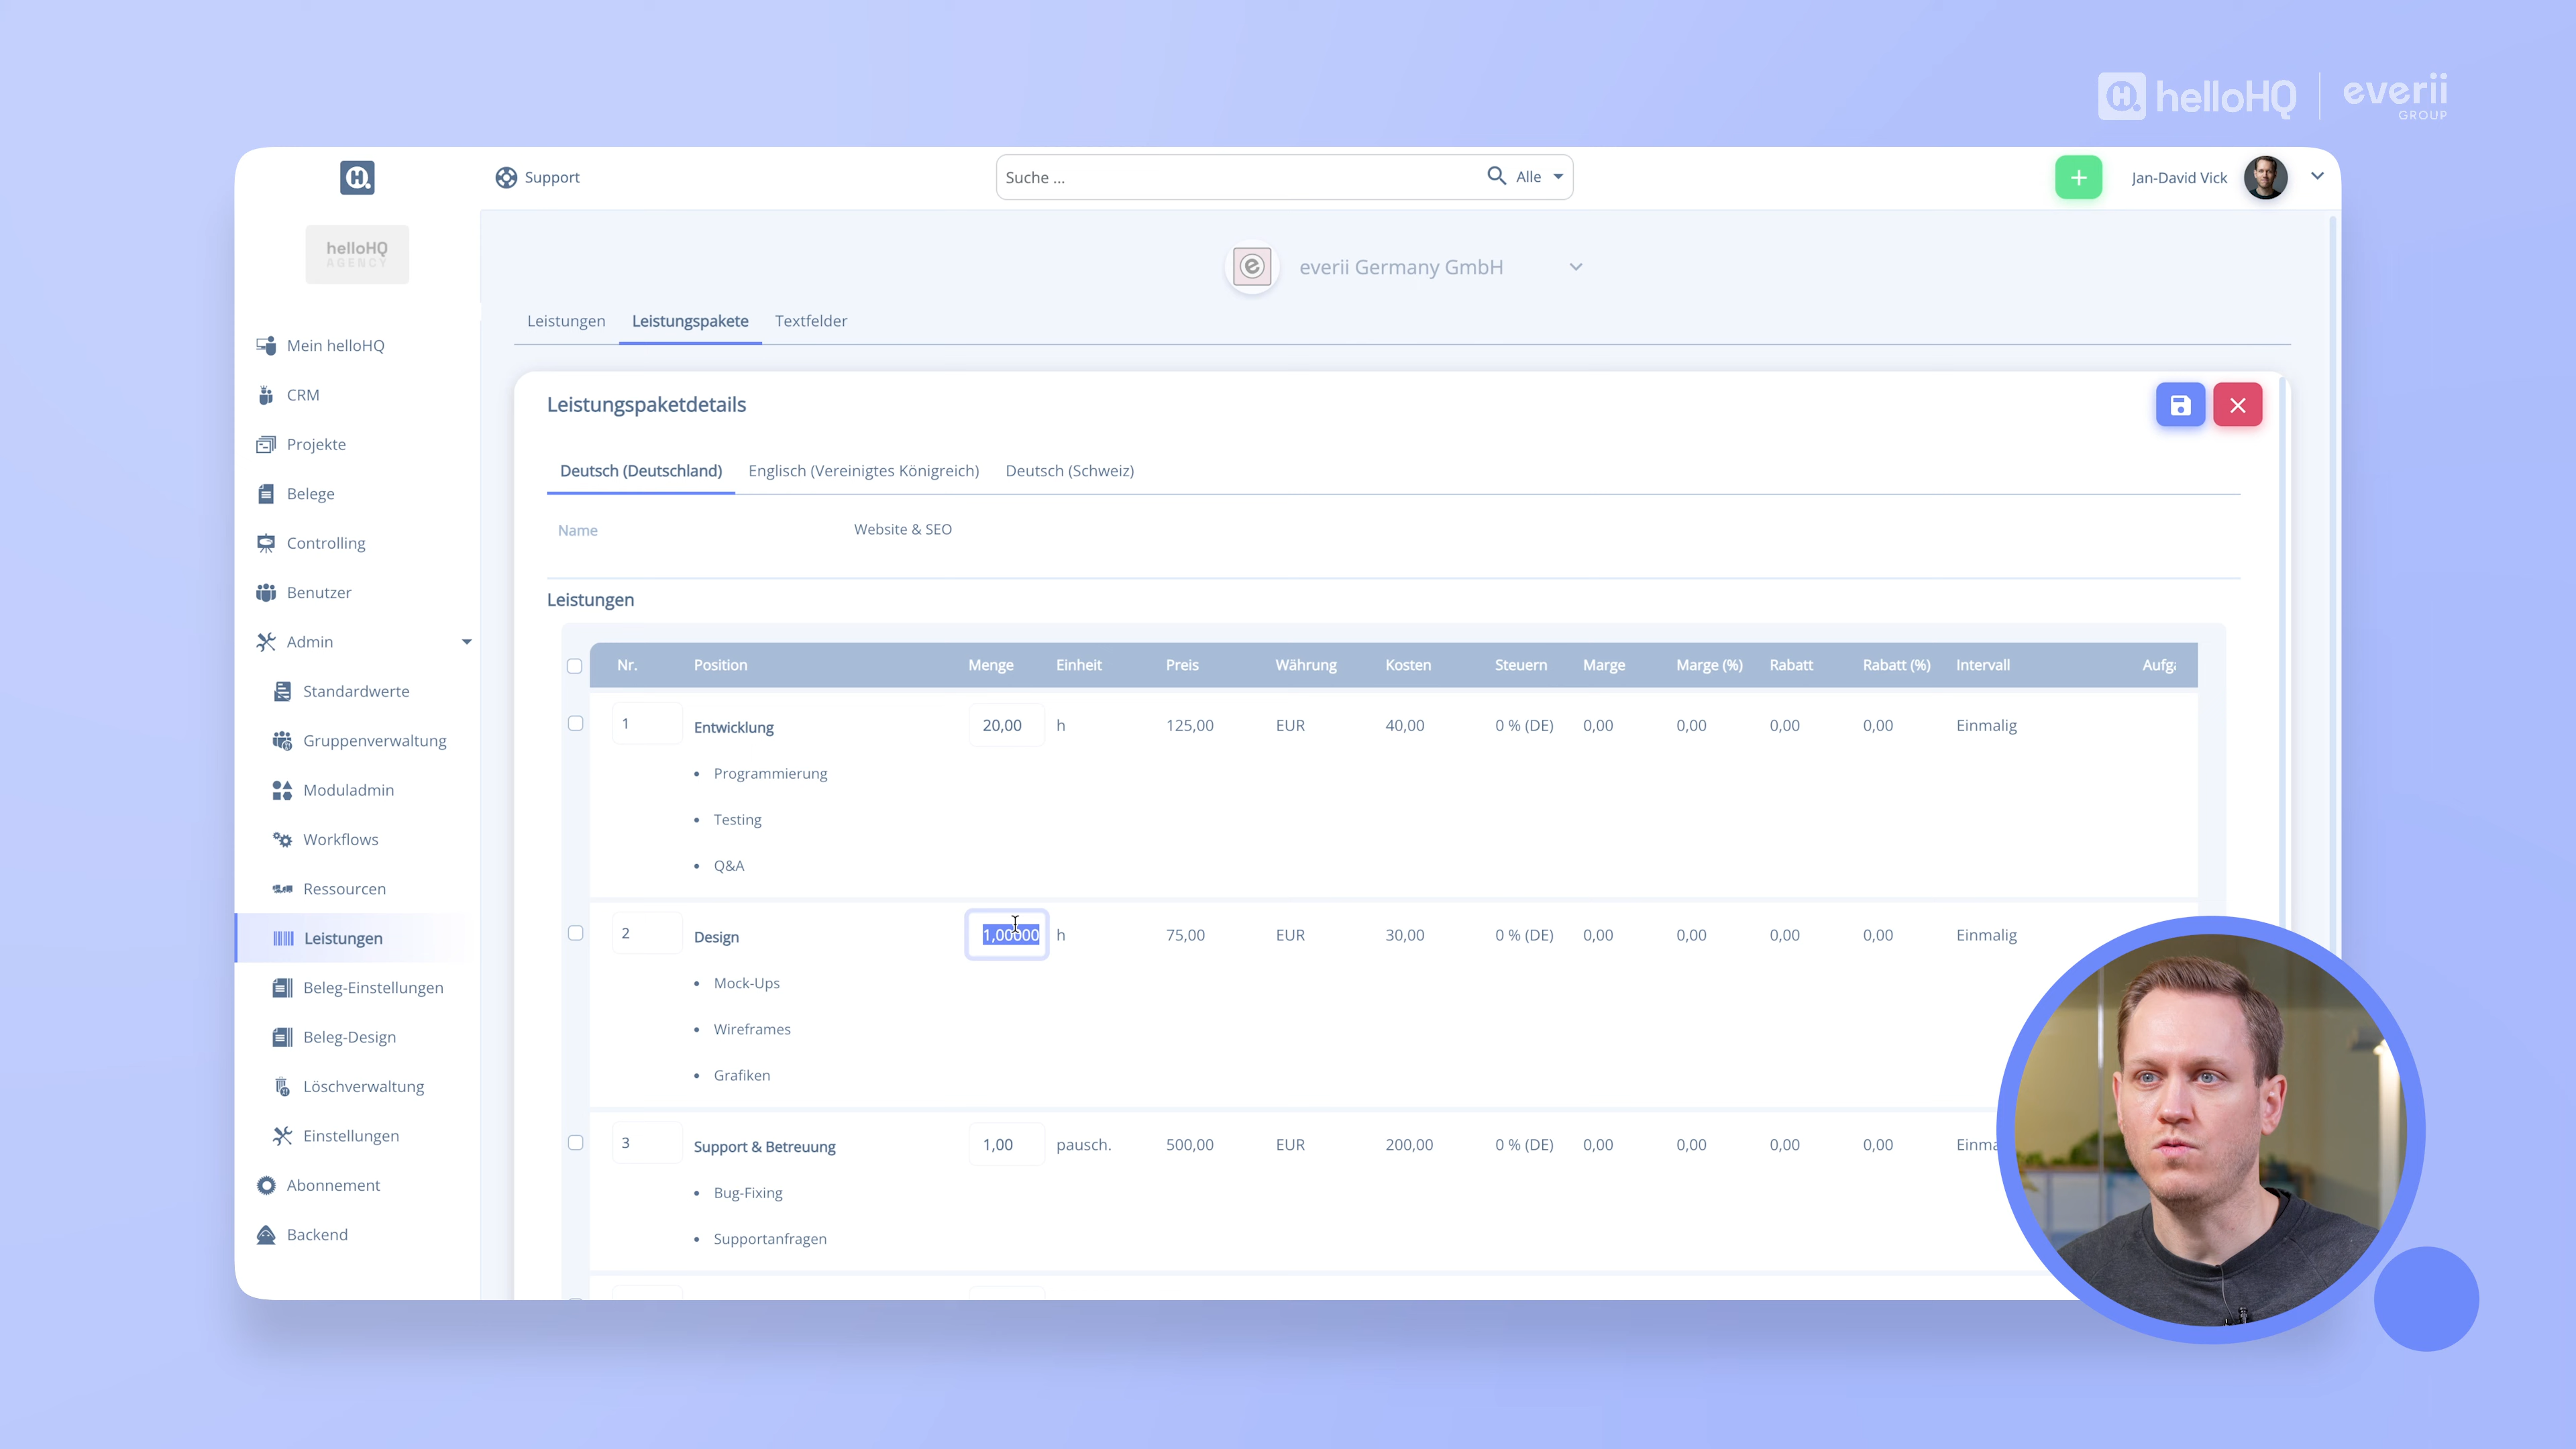 helloHQ | everii
GROUP
Support
Suche ...
Alle
Jan-David Vick
helloHQ
AGENCY
everii Germany GmbH
Leistungen Leistungspakete Textfelder
Mein helloHQ
CRM
Projekte
Belege
Controlling
Benutzer
Admin
Standardwerte
Gruppenverwaltung
Moduladmin
Workflows
Ressourcen
Leistungen
Beleg-Einstellungen
Beleg-Design
Löschverwaltung
Einstellungen
Abonnement
Backend
Leistungspaketdetails
Deutsch (Deutschland) Englisch (Vereinigtes Königreich) Deutsch (Schweiz)
Name Website & SEO
Leistungen
Nr. Position Menge Einheit Preis Währung Kosten Steuern Marge Marge (%) Rabatt Rabatt (%) Intervall
1 Entwicklung 20,00 h 125,00 EUR 40,00 0 % (DE) 0,00 0,00 0,00 0,00 Einmalig
• Programmierung
• Testing
• Q&A
2 Design 1,00000 h 75,00 EUR 30,00 0 % (DE) 0,00 0,00 0,00 0,00 Einmalig
• Mock-Ups
• Wireframes
• Grafiken
3 Support & Betreuung 1,00 pausch. 500,00 EUR 200,00 0 % (DE) 0,00 0,00 0,00 0,00 Einma
• Bug-Fixing
• Supportanfragen